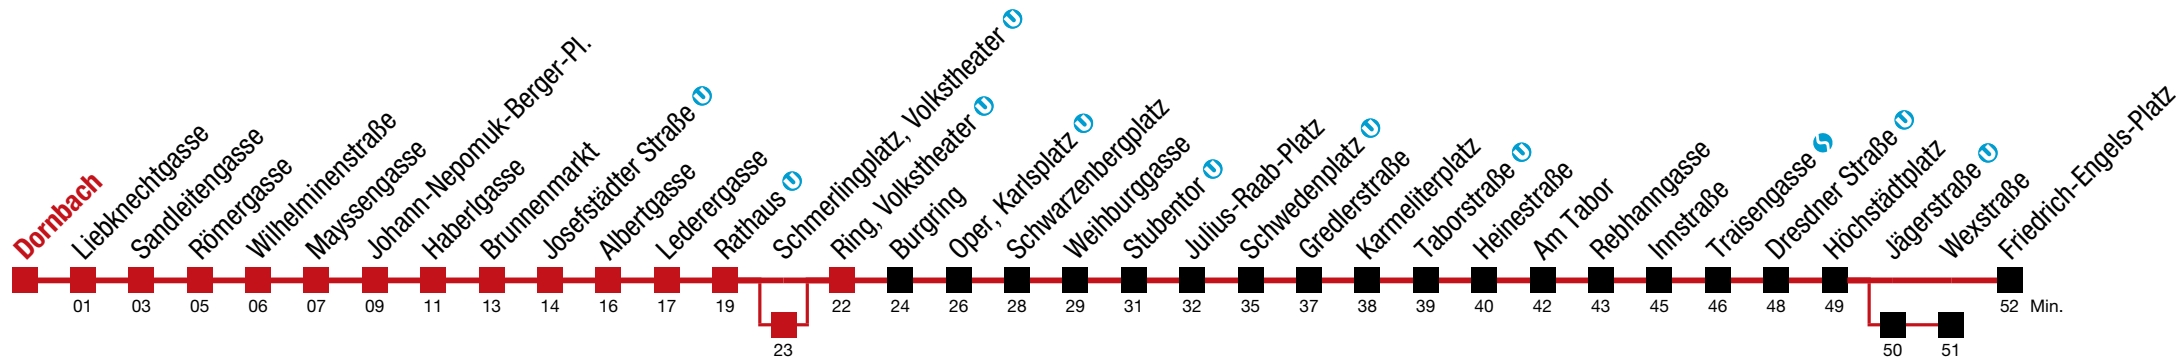 Dornbach
Liebknechtgasse
Sandleitengasse
Römergasse
Wilhelminenstraße
Mayssengasse
Johann-Nepomuk-Berger-Pl.
Haberlgasse
Brunnenmarkt
Josefstädter Straße U
Albertgasse
Lederergasse
Rathaus U
Schmerlingplatz, Volkstheater U
Ring, Volkstheater U
Burgring
Oper, Karlsplatz U
Schwarzenbergplatz
Weihburggasse
Stubentor U
Julius-Raab-Platz
Schwedenplatz U
Gredlerstraße
Karmeliterplatz
Taborstraße U
Heinestraße
Am Tabor
Rebhanngasse
Innstraße
Traisengasse S
Dresdner Straße U
Höchstädtplatz
Jägerstraße U
Wexstraße
Friedrich-Engels-Platz
01 03 05 06 07 09 11 13 14 16 17 19 22 24 26 28 29 31 32 35 37 38 39 40 42 43 45 46 48 49 52 Min.
23 50 51